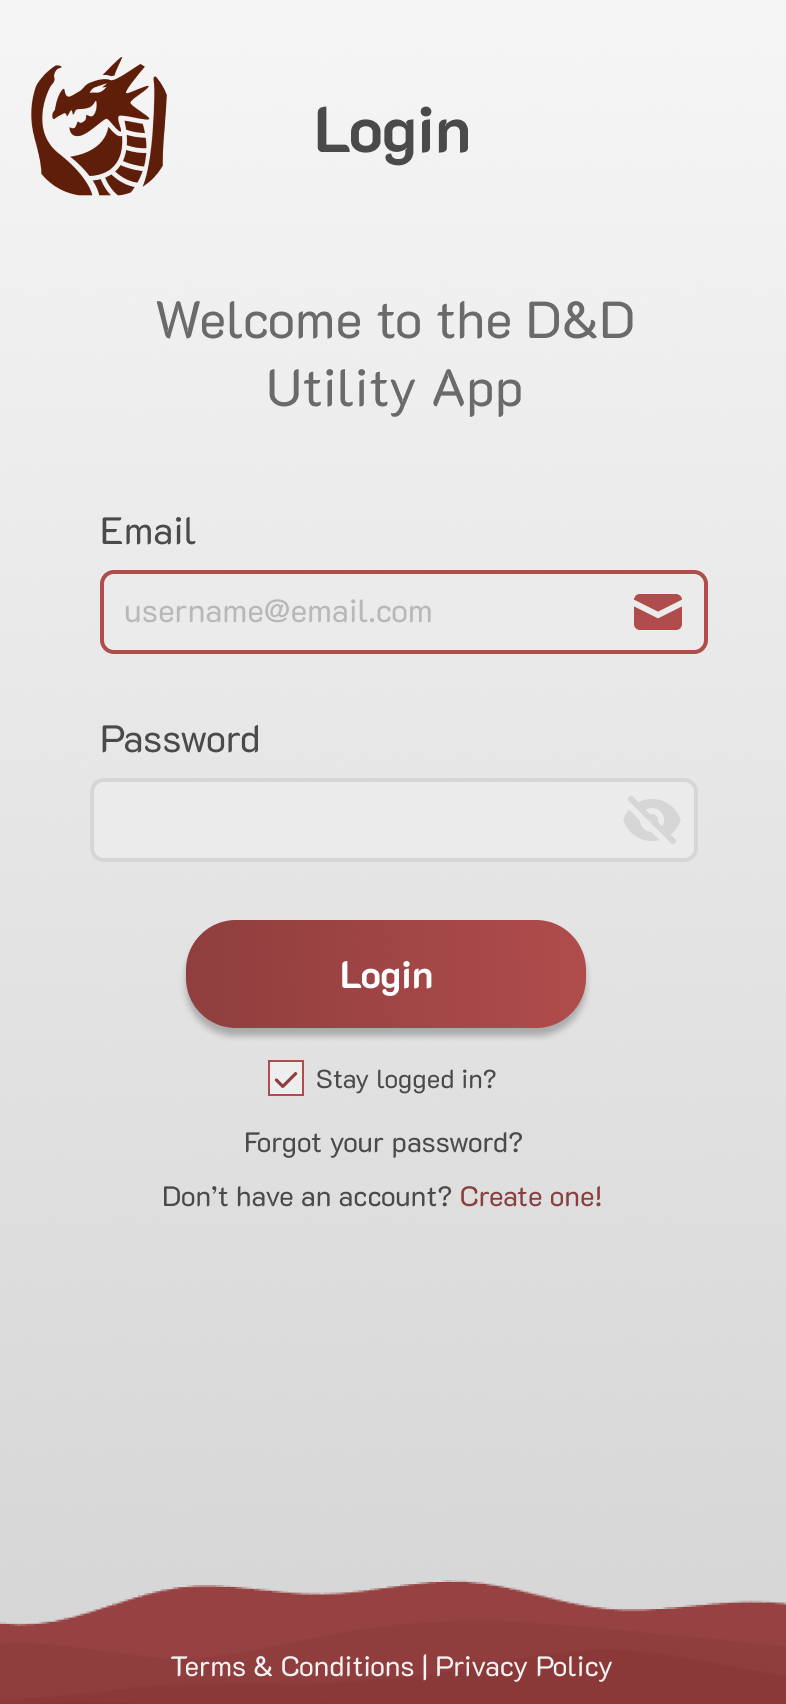 Login
Welcome to the D&D
Utility App
Email
username@email.com
Password
Login
Stay logged in?
Forgot your password?
Don’t have an account? Create one!
Terms & Conditions | Privacy Policy